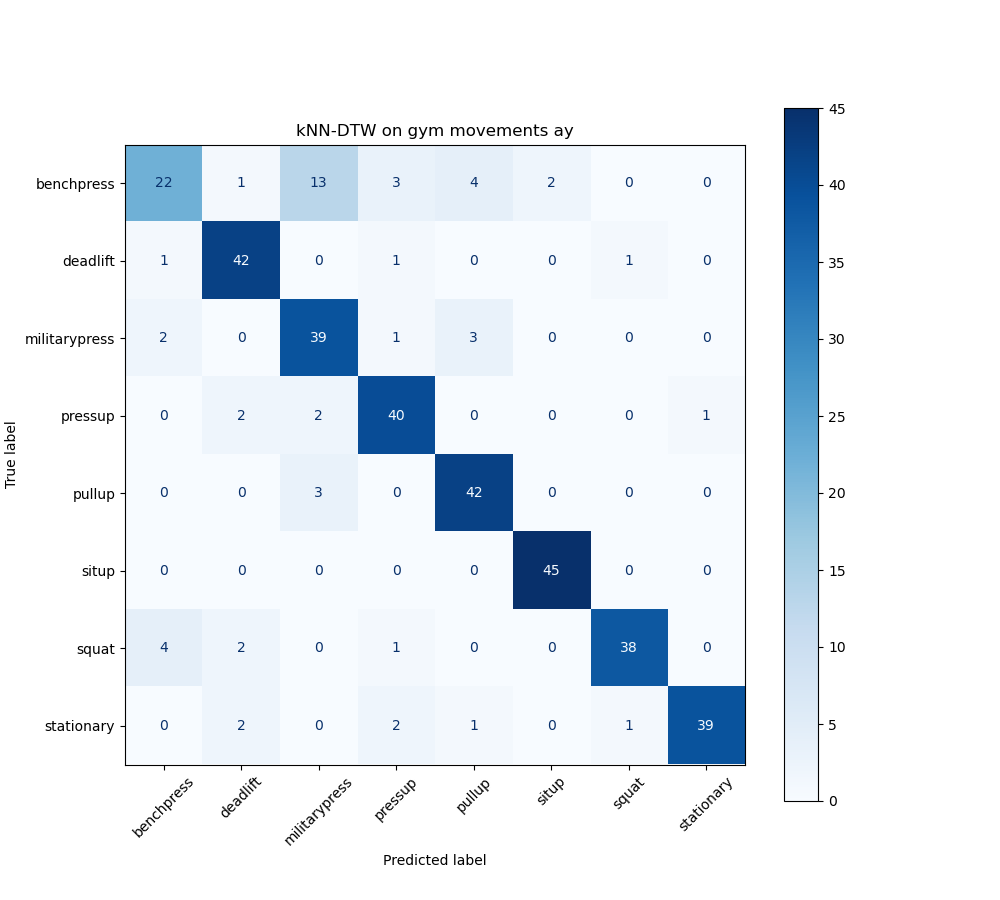 kNN-DTW on gym movements ay
benchpress 22 1 13 3 4 2 0 0
deadlift 1 42 0 1 0 0 1 0
militarypress 2 0 39 1 3 0 0 0
pressup 0 2 2 40 0 0 0 1
pullup 0 0 3 0 42 0 0 0
situp 0 0 0 0 0 45 0 0
squat 4 2 0 1 0 0 38 0
stationary 0 2 0 2 1 0 1 39
benchpress deadlift militarypress pressup pullup situp squat stationary
Predicted label
True label
45
40
35
30
25
20
15
10
5
0